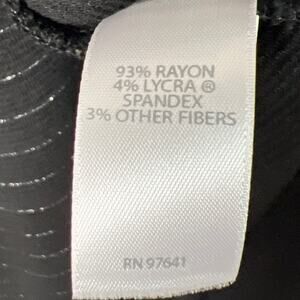 93% RAYON
4% LYCRA ®
SPANDEX
3% OTHER FIBERS
RN 97641